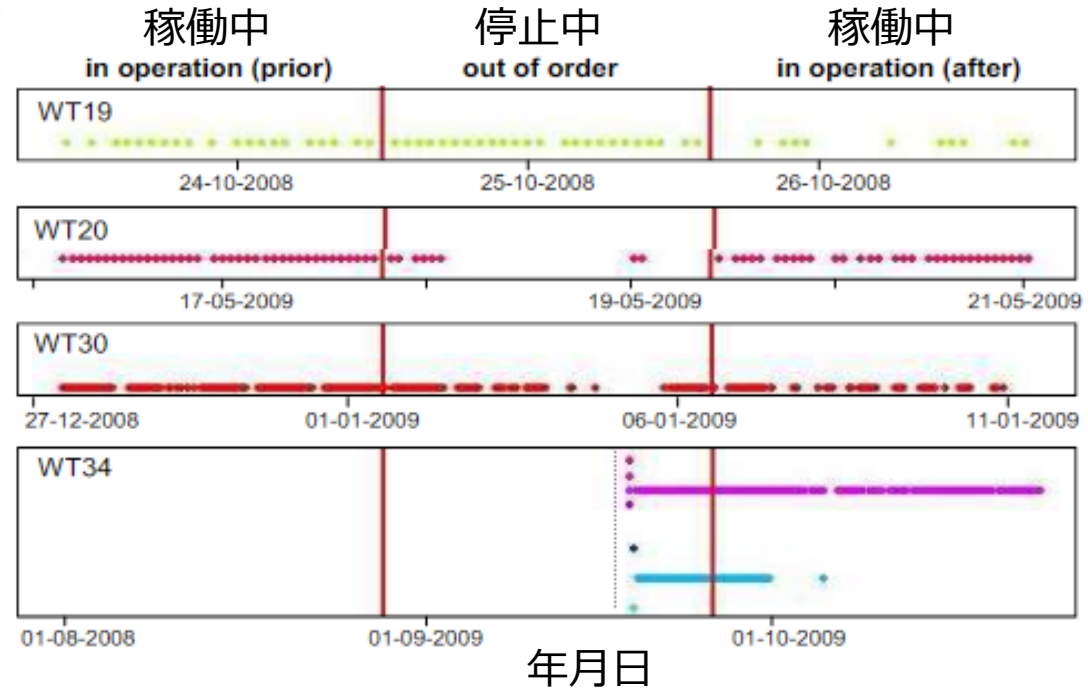 稼働中 停止中 稼働中
in operation (prior) out of order in operation (after)
WT19
24-10-2008 25-10-2008 26-10-2008
WT20
17-05-2009 19-05-2009 21-05-2009
WT30
27-12-2008 01-01-2009 06-01-2009 11-01-2009
WT34
01-08-2008 01-09-2009 01-10-2009
年月日